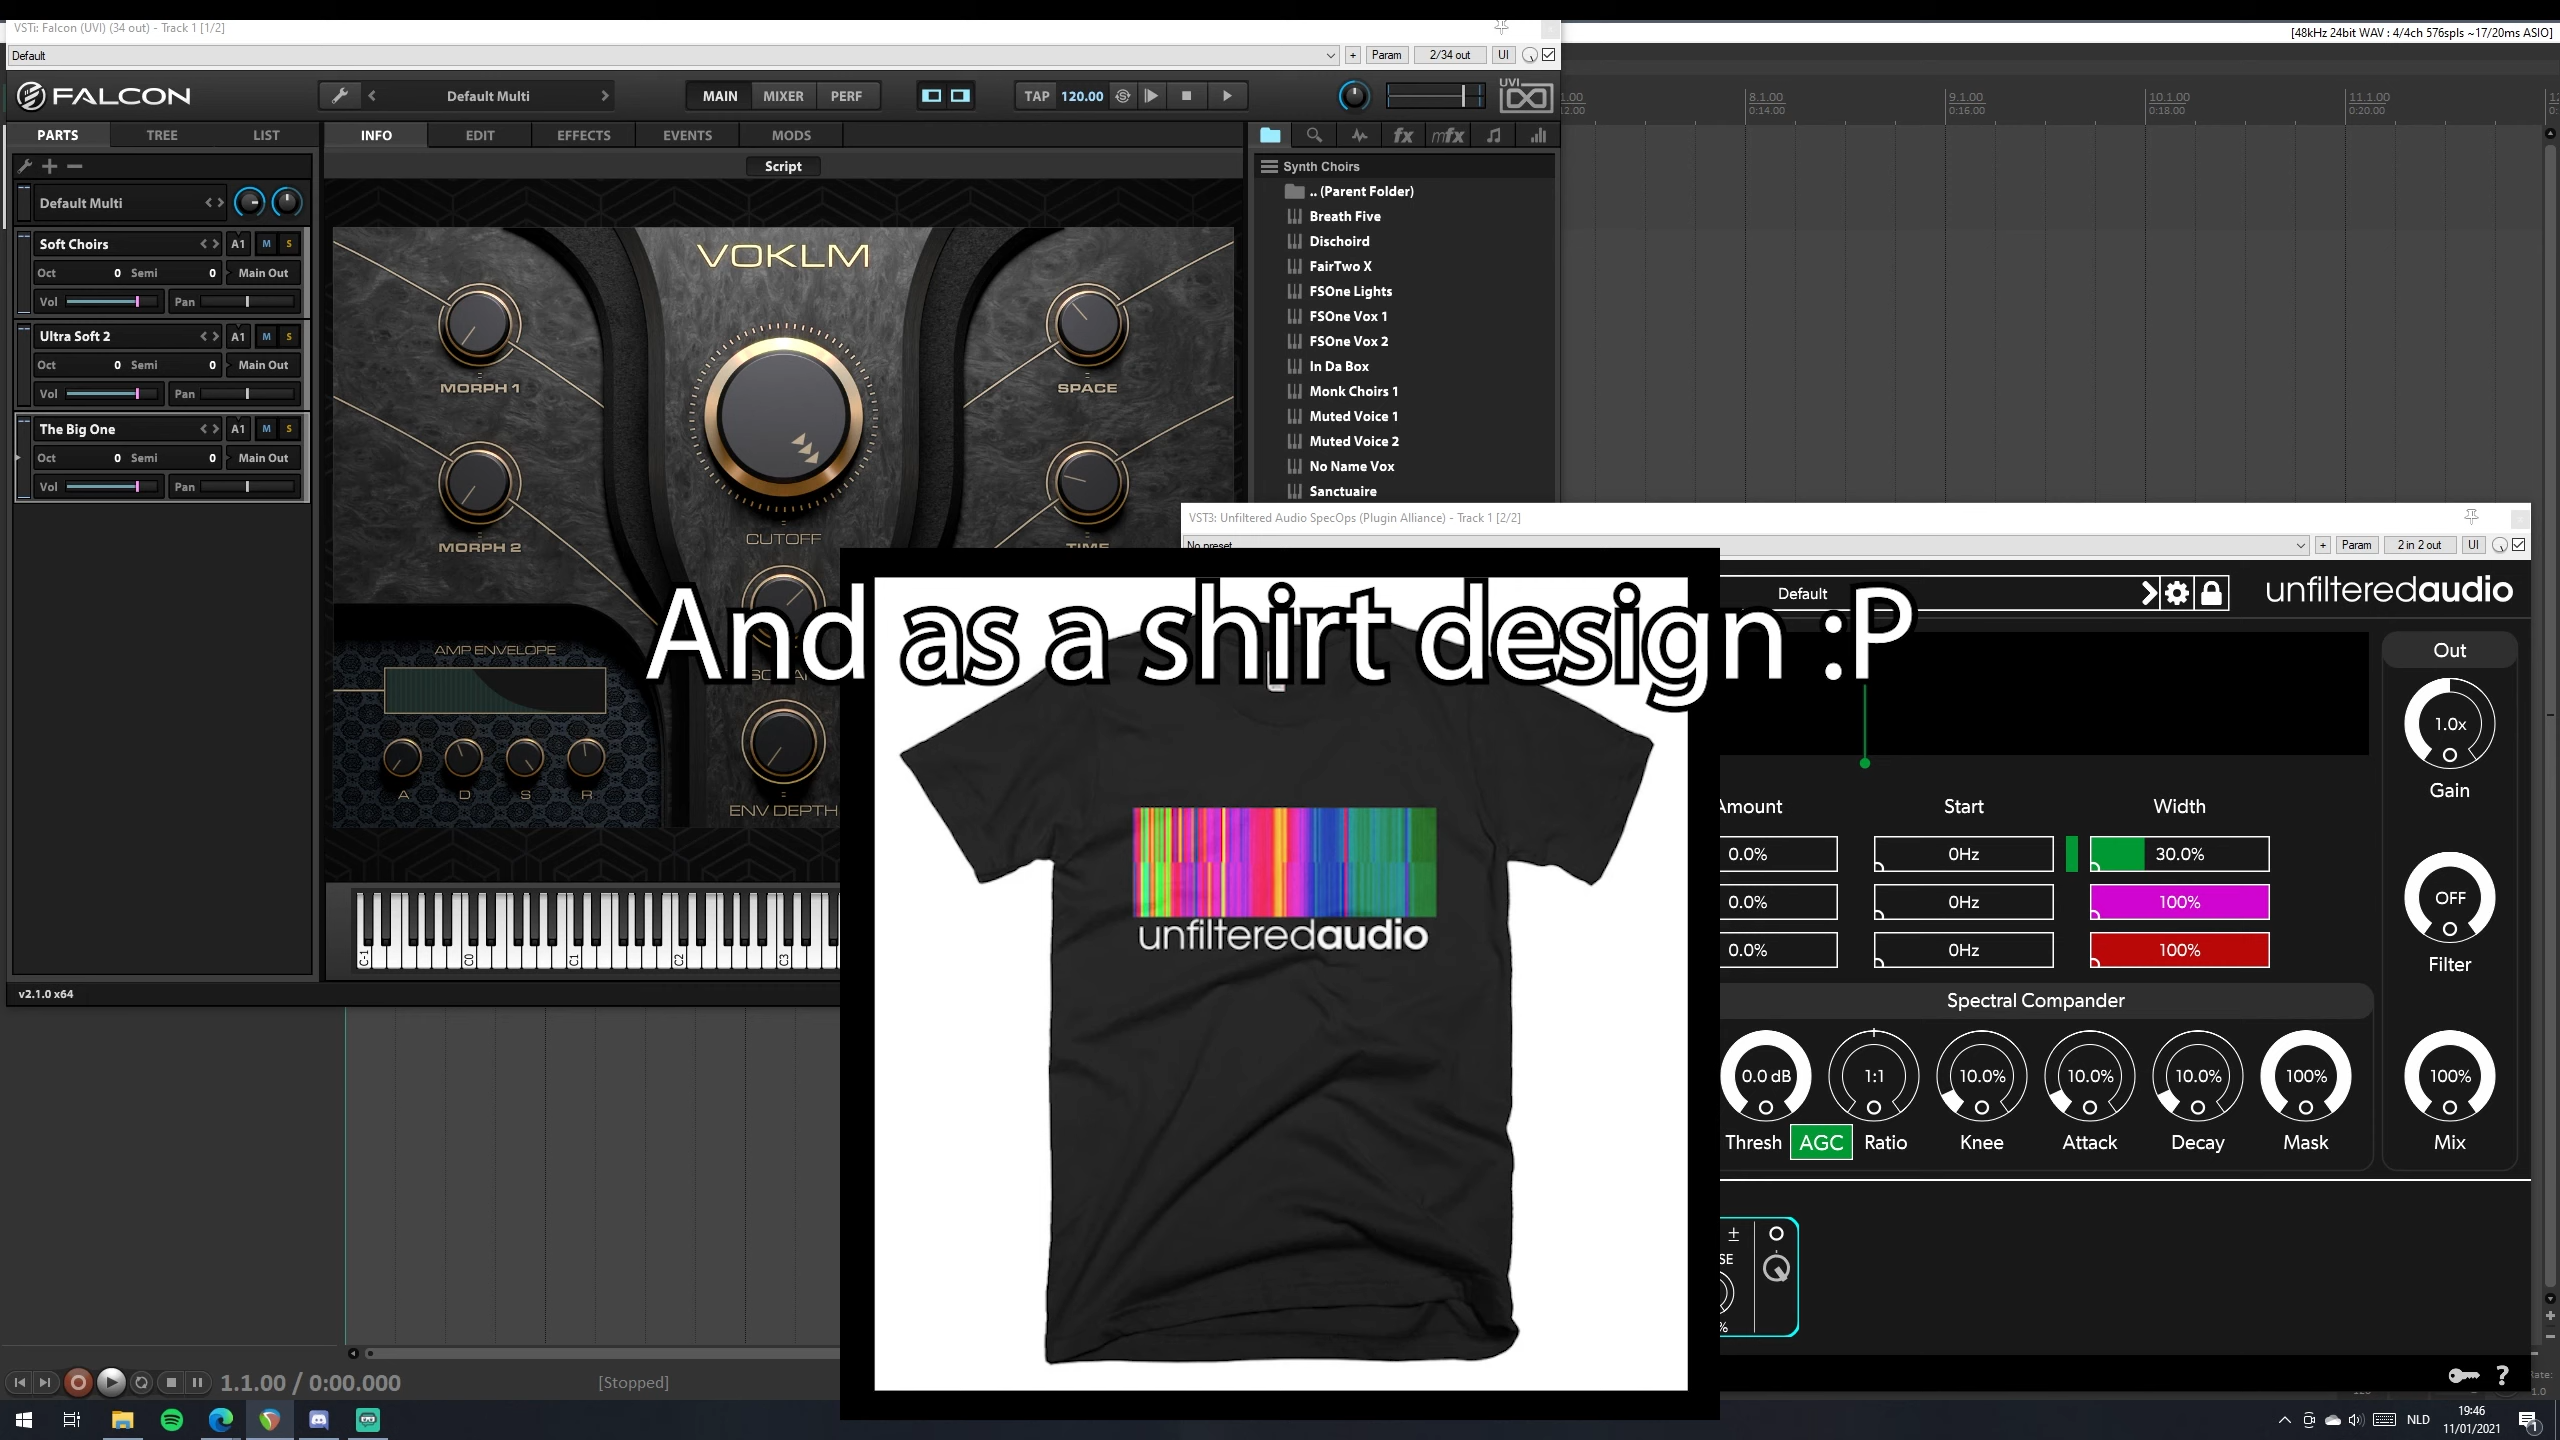 VSTi: Falcon (UVI) (34 out) - Track 1 [1/2]
[48kHz 24bit WAV : 4/4ch 576spls ~17/20ms ASIO]
Default
+ Param 2/34 out UI
FALCON
Default Multi
MAIN MIXER PERF
TAP 120.00
UVI
8.1.00 9.1.00 10.1.00 11.1.00
0:14.00 0:16.00 0:18.00 0:20.00
PARTS TREE LIST
INFO EDIT EFFECTS EVENTS MODS
fx mfx
Script
Default Multi
Soft Choirs A1 M S
Oct 0 Semi 0 Main Out
Vol Pan
Ultra Soft 2 A1 M S
Oct 0 Semi 0 Main Out
Vol Pan
The Big One A1 M S
Oct 0 Semi 0 Main Out
Vol Pan
VOKLM
MORPH 1
SPACE
MORPH 2
CUTOFF
TIME
AMP ENVELOPE
A D S R
ENV DEPTH
Synth Choirs
.. (Parent Folder)
Breath Five
Dischoird
FairTwo X
FSOne Lights
FSOne Vox 1
FSOne Vox 2
In Da Box
Monk Choirs 1
Muted Voice 1
Muted Voice 2
No Name Vox
Sanctuaire
C-1 C0 C1 C2 C3
v2.1.0 x64
VST3: Unfiltered Audio SpecOps (Plugin Alliance) - Track 1 [2/2]
No preset
+ Param 2 in 2 out UI
Default
unfilteredaudio
And as a shirt design :P
unfilteredaudio
Out
1.0x
Gain
Amount Start Width
0.0% 0Hz 30.0%
0.0% 0Hz 100%
0.0% 0Hz 100%
OFF
Filter
Spectral Compander
0.0 dB 1:1 10.0% 10.0% 10.0% 100% 100%
Thresh AGC Ratio Knee Attack Decay Mask Mix
±
SE
%
?
1.1.00 / 0:00.000
[Stopped]
NLD
19:46
11/01/2021